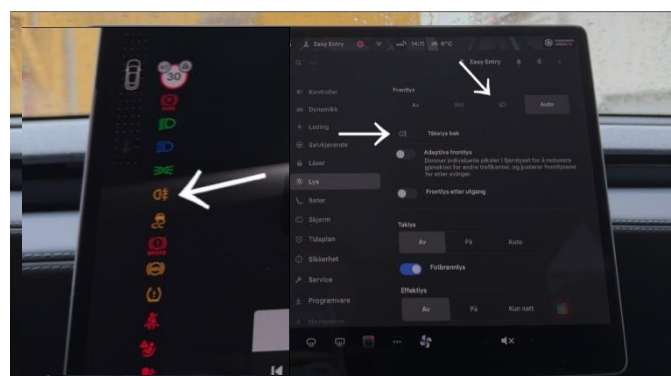 30
Easy Entry
14:11
6°C
Easy Entry
Kontroller
Dynamikk
Lading
Selvkjørende
Låser
Lys
Seter
Skjerm
Tidsplan
Sikkerhet
Service
Programvare
Navigasjon
Frontlys
Av
Auto
Tåkelys bak
Adaptive frontlys
Dimmer individuelle piksler i fjernlyset for å redusere
gjenskinn for andre trafikanter, og justerer frontlysene
for etter svinger.
Frontlys etter utgang
Taklys
Av
På
Auto
Fotbrønnlys
Effektlys
Av
På
Kun natt